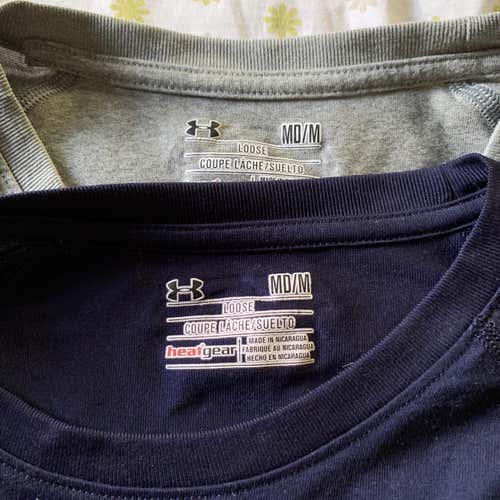 MD/M
LOOSE
COUPE LÂCHE/SUELTO
MD/M
LOOSE
COUPE LÂCHE/SUELTO
heatgear
MADE IN NICARAGUA
FABRIQUÉ AU NICARAGUA
HECHO EN NICARAGUA